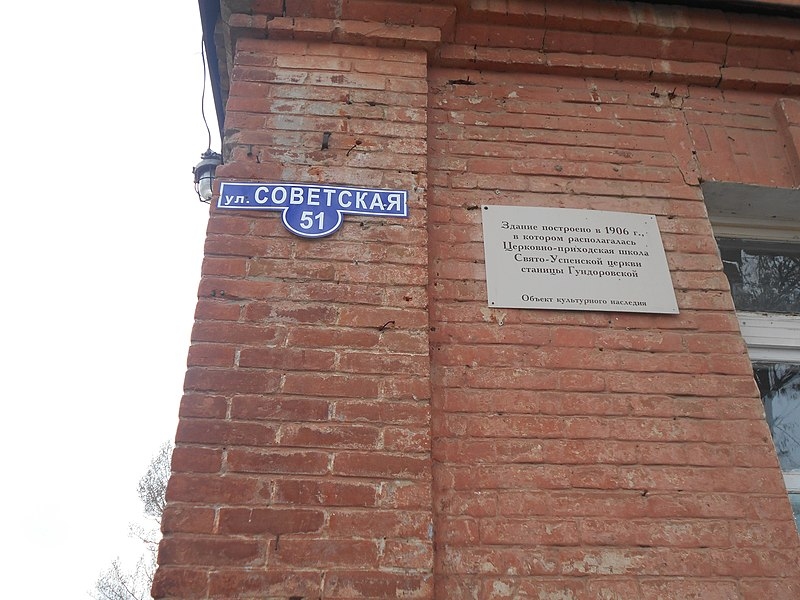 ул. СОВЕТСКАЯ
51
Здание построено в 1906 г.,
в котором располагалась
Церковно-приходская школа
Свято-Успенской церкви
станицы Гундоровской
Объект культурного наследия